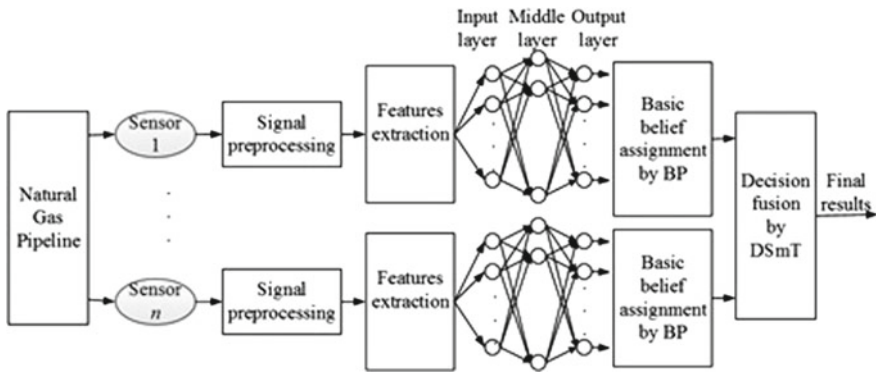 Input Middle Output
layer layer layer
Natural
Gas
Pipeline
Sensor
1
Signal
preprocessing
Features
extraction
Basic
belief
assignment
by BP
Decision
fusion
by
DSmT
Final
results
Sensor
n
Signal
preprocessing
Features
extraction
Basic
belief
assignment
by BP